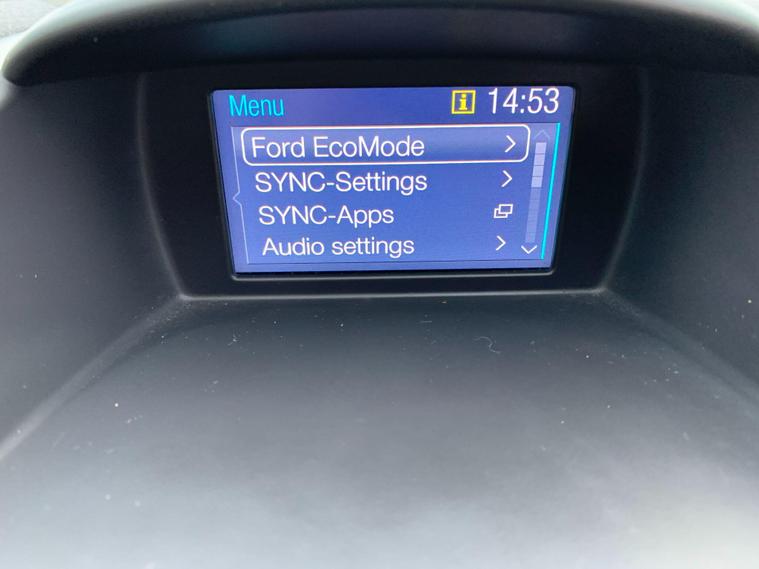 Menu i 14:53
Ford EcoMode
SYNC-Settings
SYNC-Apps
Audio settings